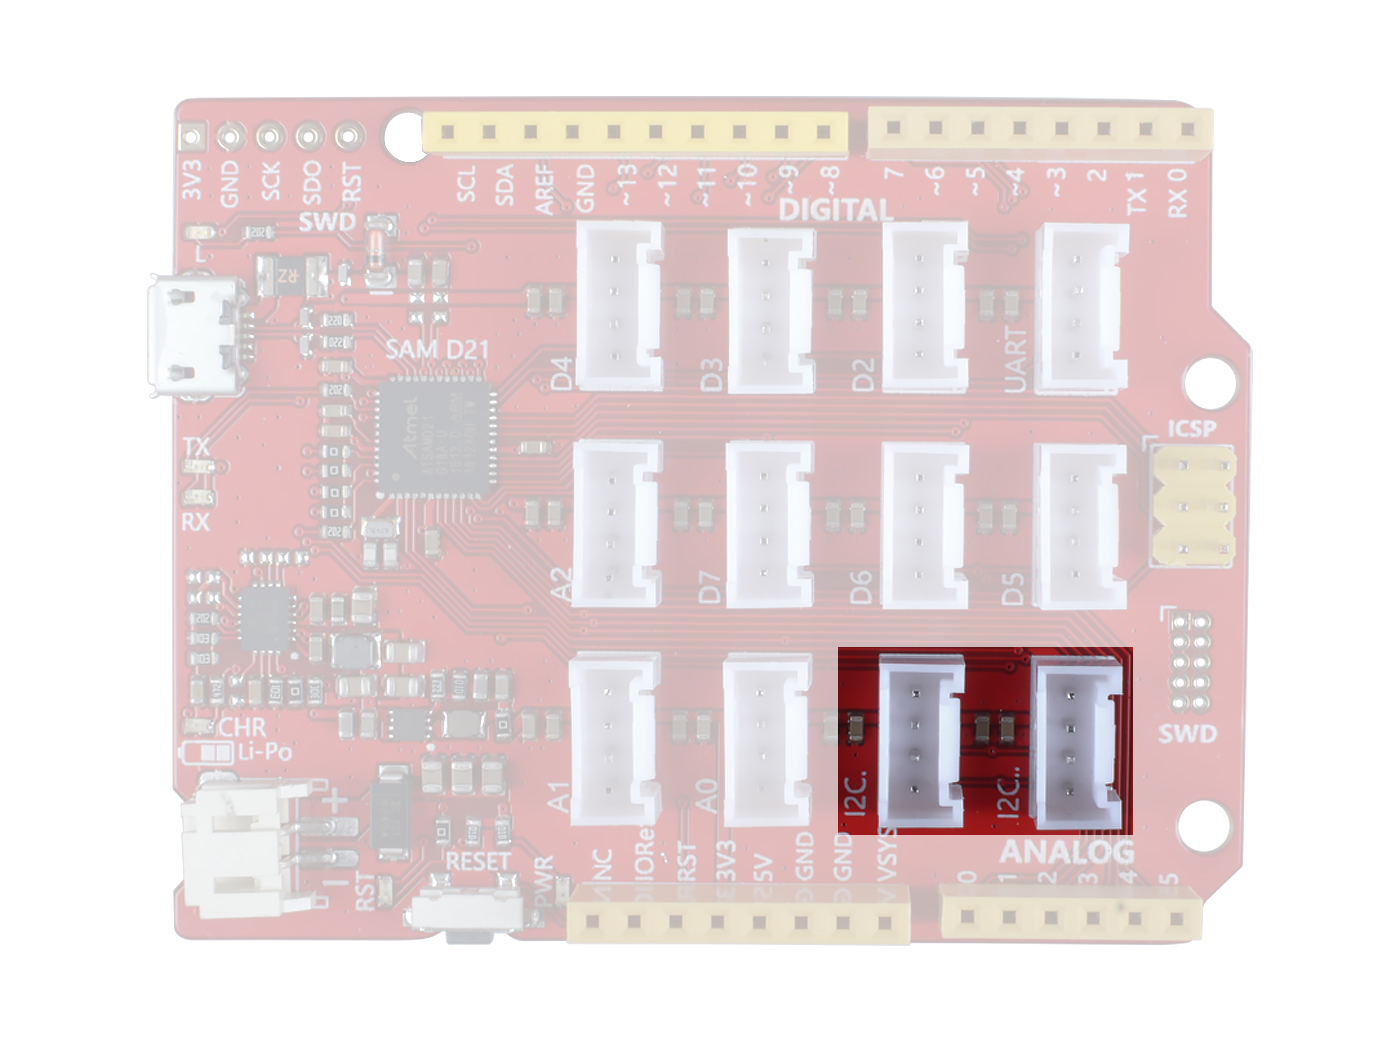 3V3
GND
SCK
SDO
RST
SWD
SCL
SDA
AREF
GND
~13
~12
~11
~10
~9
~8
7
~6
~5
~4
~3
2
TX 1
RX 0
DIGITAL
L
SAM D21
D4
D3
D2
UART
TX
RX
Atmel
ICSP
A2
D7
D6
D5
SWD
CHR
Li-Po
A1
A0
I2C.
I2C..
ANALOG
+
-
RST
RESET
PWR
NC
RST
3V3
5V
GND
GND
VSYS
0
1
2
3
4
5